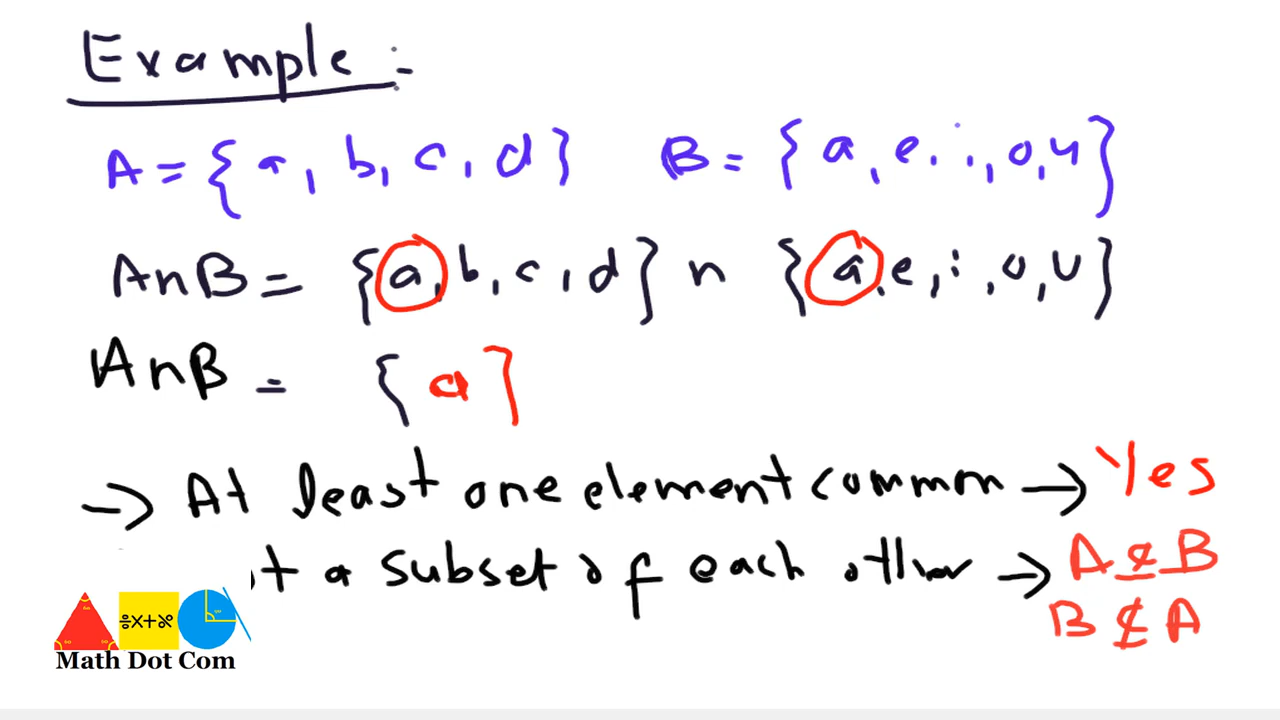 Example :-
A = { a, b, c, d } B = { a, e, i, o, u }
A∩B = { a, b, c, d } ∩ { a, e, i, o, u }
A∩B = { a }
→ At least one element common → Yes
a subset of each other → A ⊄ B
B ⊄ A
÷×+%
Math Dot Com